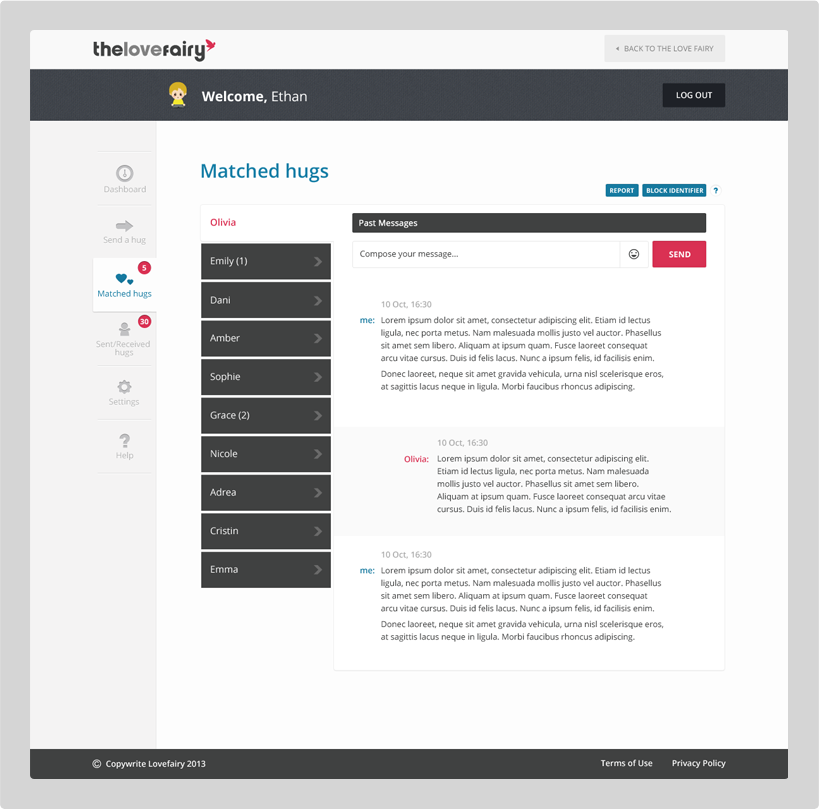 thelovefairy
BACK TO THE LOVE FAIRY
Welcome, Ethan
LOG OUT
Dashboard
Send a hug
5
Matched hugs
30
Sent/Received
hugs
Settings
?
Help
Matched hugs
REPORT
BLOCK IDENTIFIER
?
Olivia
Emily (1)
Dani
Amber
Sophie
Grace (2)
Nicole
Adrea
Cristin
Emma
Past Messages
Compose your message...
SEND
10 Oct, 16:30
me: Lorem ipsum dolor sit amet, consectetur adipiscing elit. Etiam id lectus
ligula, nec porta metus. Nam malesuada mollis justo vel auctor. Phasellus
sit amet sem libero. Aliquam at ipsum quam. Fusce laoreet consequat
arcu vitae cursus. Duis id felis lacus. Nunc a ipsum felis, id facilisis enim.
Donec laoreet, neque sit amet gravida vehicula, urna nisl scelerisque eros,
at sagittis lacus neque in ligula. Morbi faucibus rhoncus adipiscing.
10 Oct, 16:30
Olivia: Lorem ipsum dolor sit amet, consectetur adipiscing elit.
Etiam id lectus ligula, nec porta metus. Nam malesuada
mollis justo vel auctor. Phasellus sit amet sem libero.
Aliquam at ipsum quam. Fusce laoreet consequat arcu vitae
cursus. Duis id felis lacus. Nunc a ipsum felis, id facilisis enim.
10 Oct, 16:30
me: Lorem ipsum dolor sit amet, consectetur adipiscing elit. Etiam id lectus
ligula, nec porta metus. Nam malesuada mollis justo vel auctor. Phasellus
sit amet sem libero. Aliquam at ipsum quam. Fusce laoreet consequat
arcu vitae cursus. Duis id felis lacus. Nunc a ipsum felis, id facilisis enim.
Donec laoreet, neque sit amet gravida vehicula, urna nisl scelerisque eros,
at sagittis lacus neque in ligula. Morbi faucibus rhoncus adipiscing.
© Copywrite Lovefairy 2013
Terms of Use
Privacy Policy